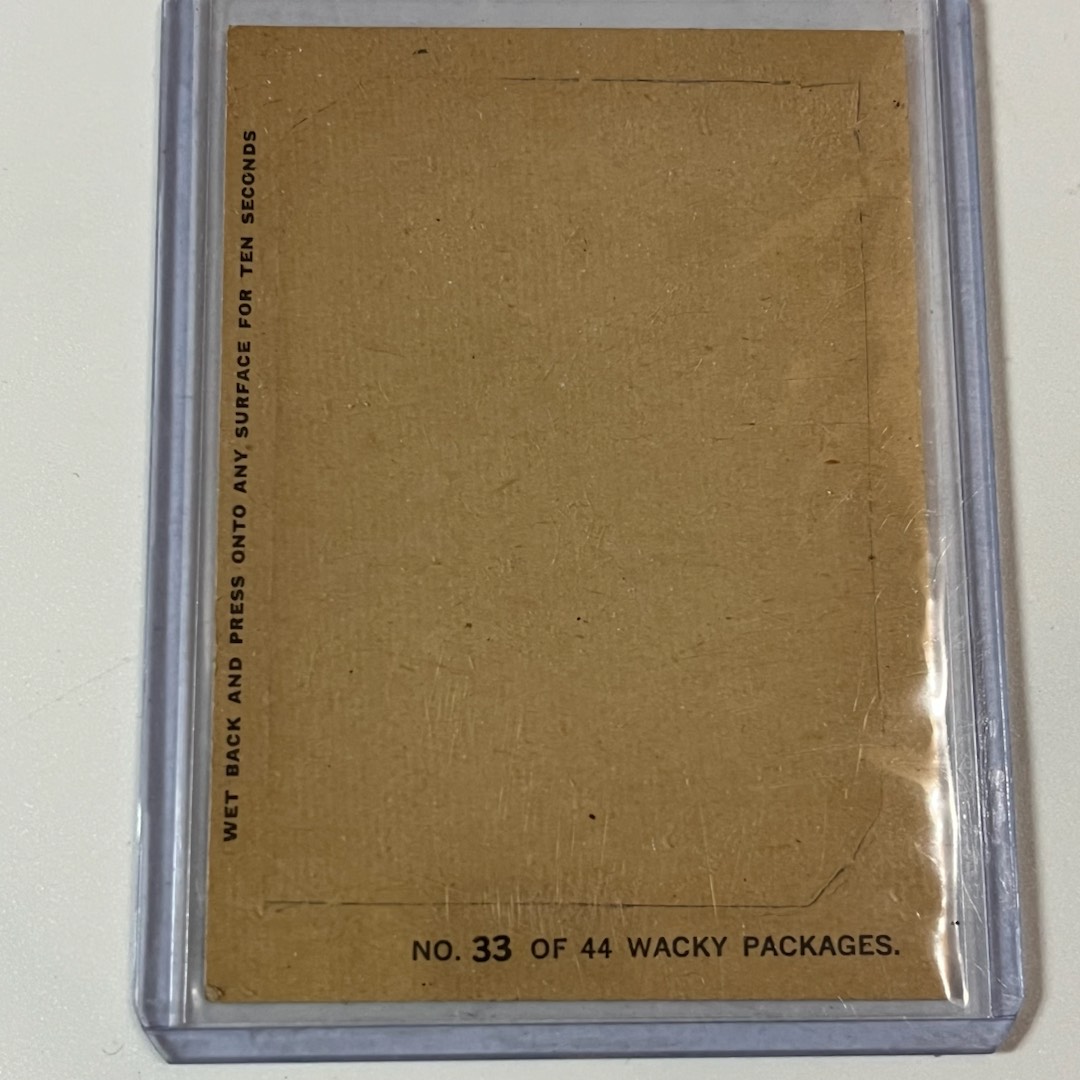 WET BACK AND PRESS ONTO ANY SURFACE FOR TEN SECONDS
NO. 33 OF 44 WACKY PACKAGES.